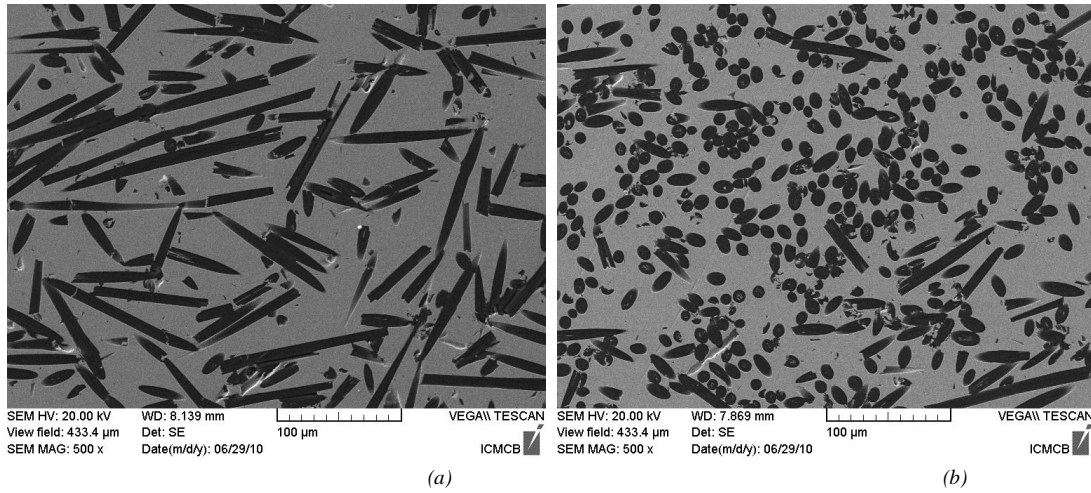 SEM HV: 20.00 kV WD: 8.139 mm VEGA\\ TESCAN
View field: 433.4 µm Det: SE 100 µm
SEM MAG: 500 x Date(m/d/y): 06/29/10 ICMCB
(a)
SEM HV: 20.00 kV WD: 7.869 mm VEGA\\ TESCAN
View field: 433.4 µm Det: SE 100 µm
SEM MAG: 500 x Date(m/d/y): 06/29/10 ICMCB
(b)